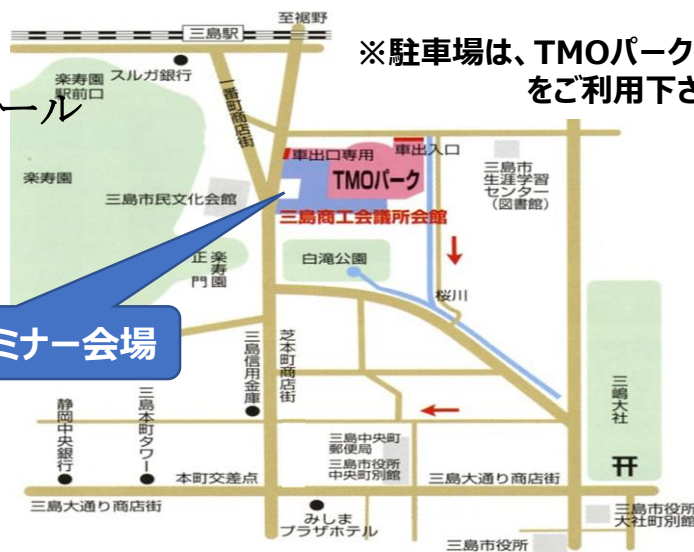 至裾野
三島駅
※駐車場は、TMOパーク
をご利用下さ
スルガ銀行
楽寿園
駅前口
ール
一番町商店街
車出口専用
車出入口
TMOパーク
三島市
生涯学習
センター
（図書館）
楽寿園
三島市民文化会館
三島商工会議所会館
楽寿園
正門
白滝公園
桜川
ミナー会場
三島信用金庫
芝本町商店街
三嶋大社
静岡中央銀行
三島本町タワー
三島中央町
郵便局
三島市役所
中央町別館
本町交差点
三島大通り商店街
三島大通り商店街
みしま
プラザホテル
三島市役所
大社町別館
三島市役所